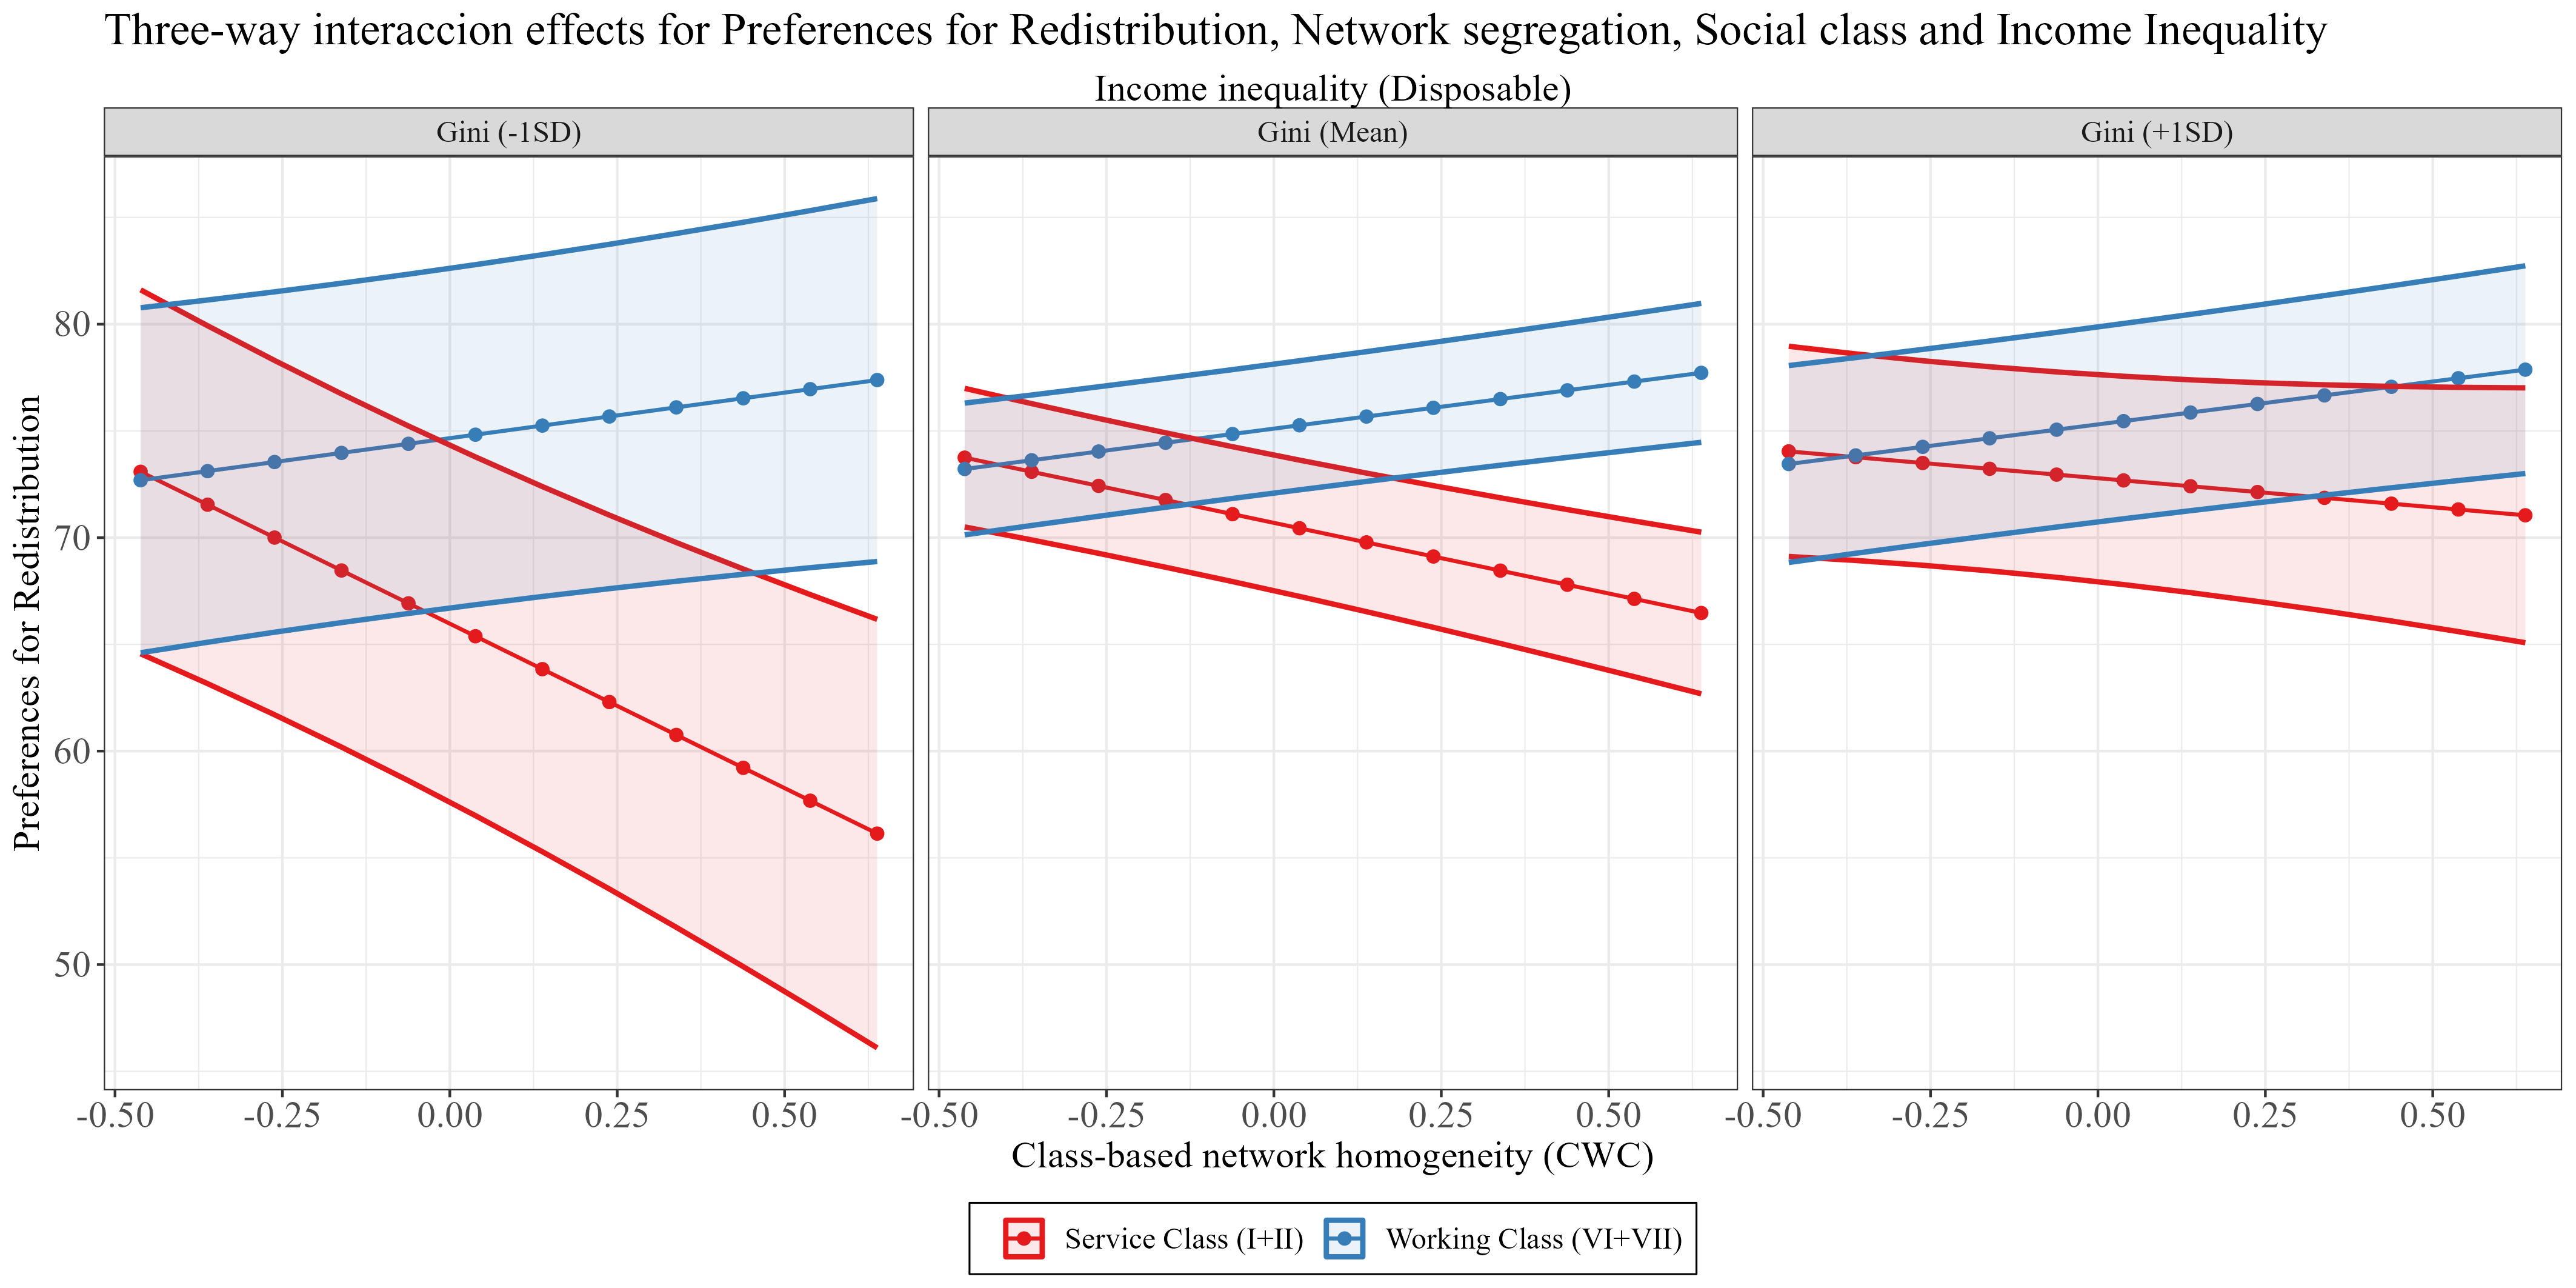 Three-way interaccion effects for Preferences for Redistribution, Network segregation, Social class and Income Inequality
Income inequality (Disposable)
Gini (-1SD) Gini (Mean) Gini (+1SD)
Preferences for Redistribution
80
70
60
50
-0.50 -0.25 0.00 0.25 0.50 -0.50 -0.25 0.00 0.25 0.50 -0.50 -0.25 0.00 0.25 0.50
Class-based network homogeneity (CWC)
Service Class (I+II) Working Class (VI+VII)